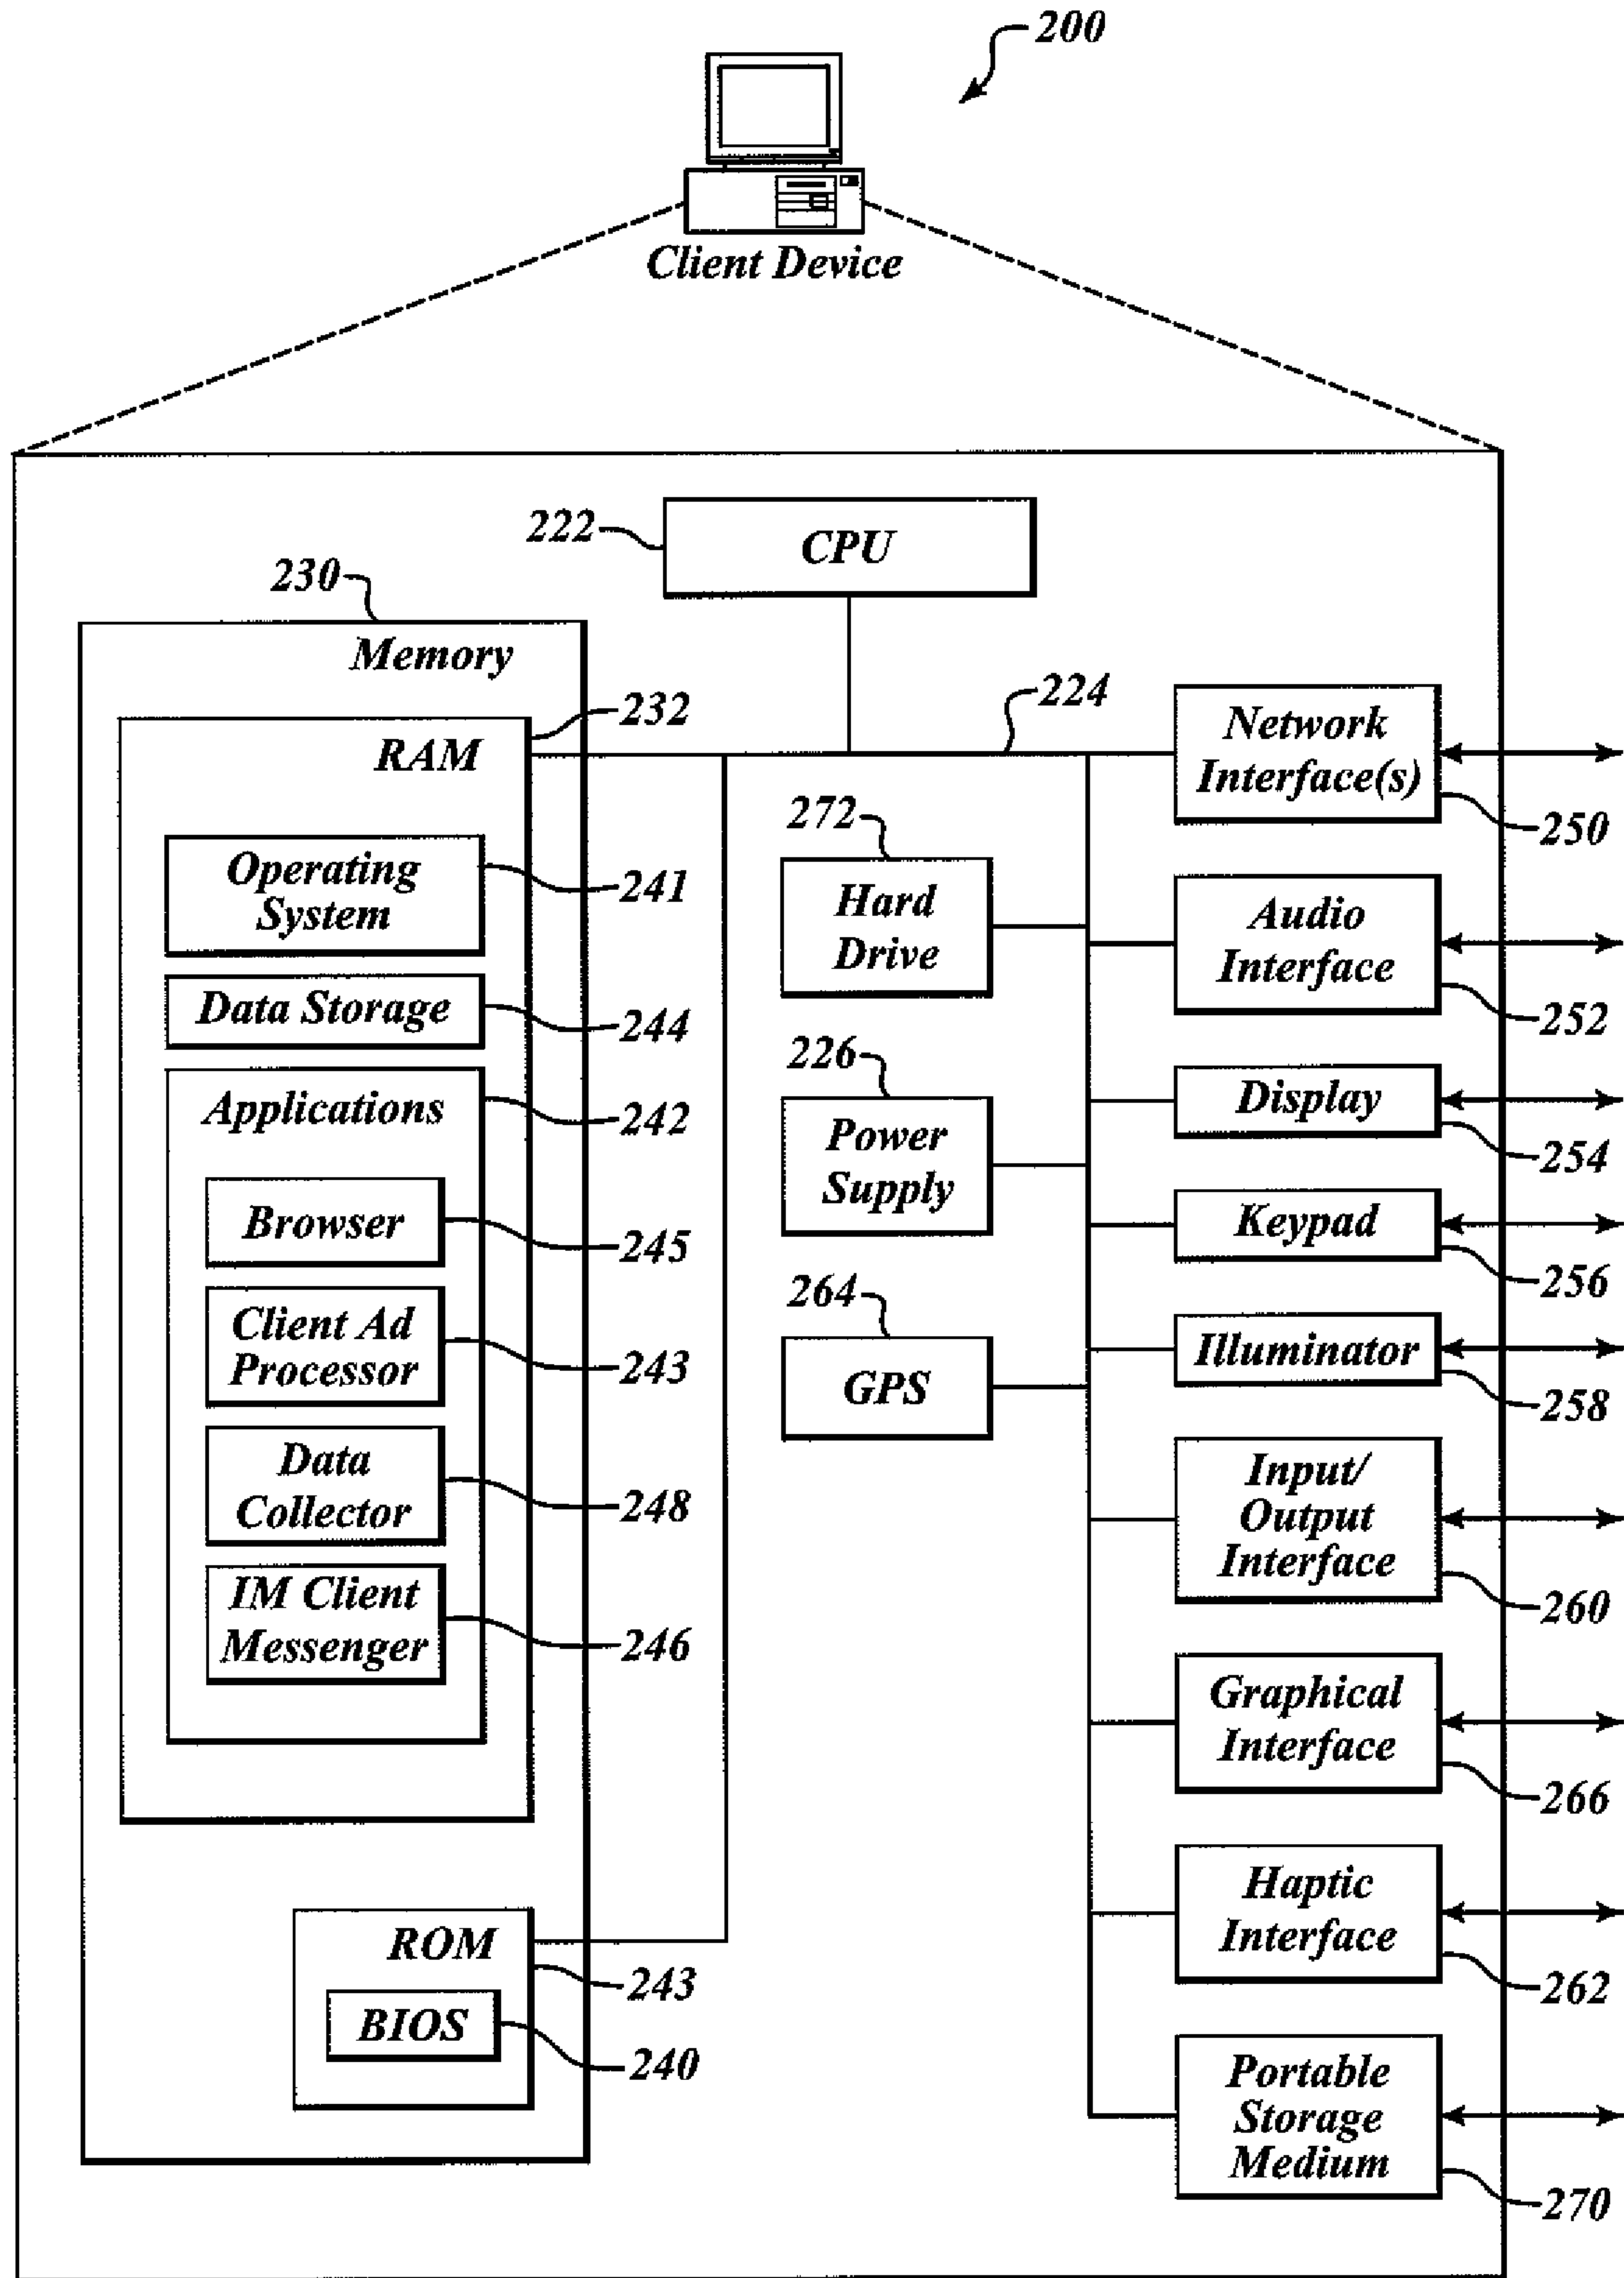 200
Client Device
222
CPU
230
Memory
232
RAM
224
Operating
System
241
Data Storage
244
Applications
242
Browser
245
Client Ad
Processor
243
Data
Collector
248
IM Client
Messenger
246
ROM
243
BIOS
240
272
Hard
Drive
226
Power
Supply
264
GPS
Network
Interface(s)
250
Audio
Interface
252
Display
254
Keypad
256
Illuminator
258
Input/
Output
Interface
260
Graphical
Interface
266
Haptic
Interface
262
Portable
Storage
Medium
270